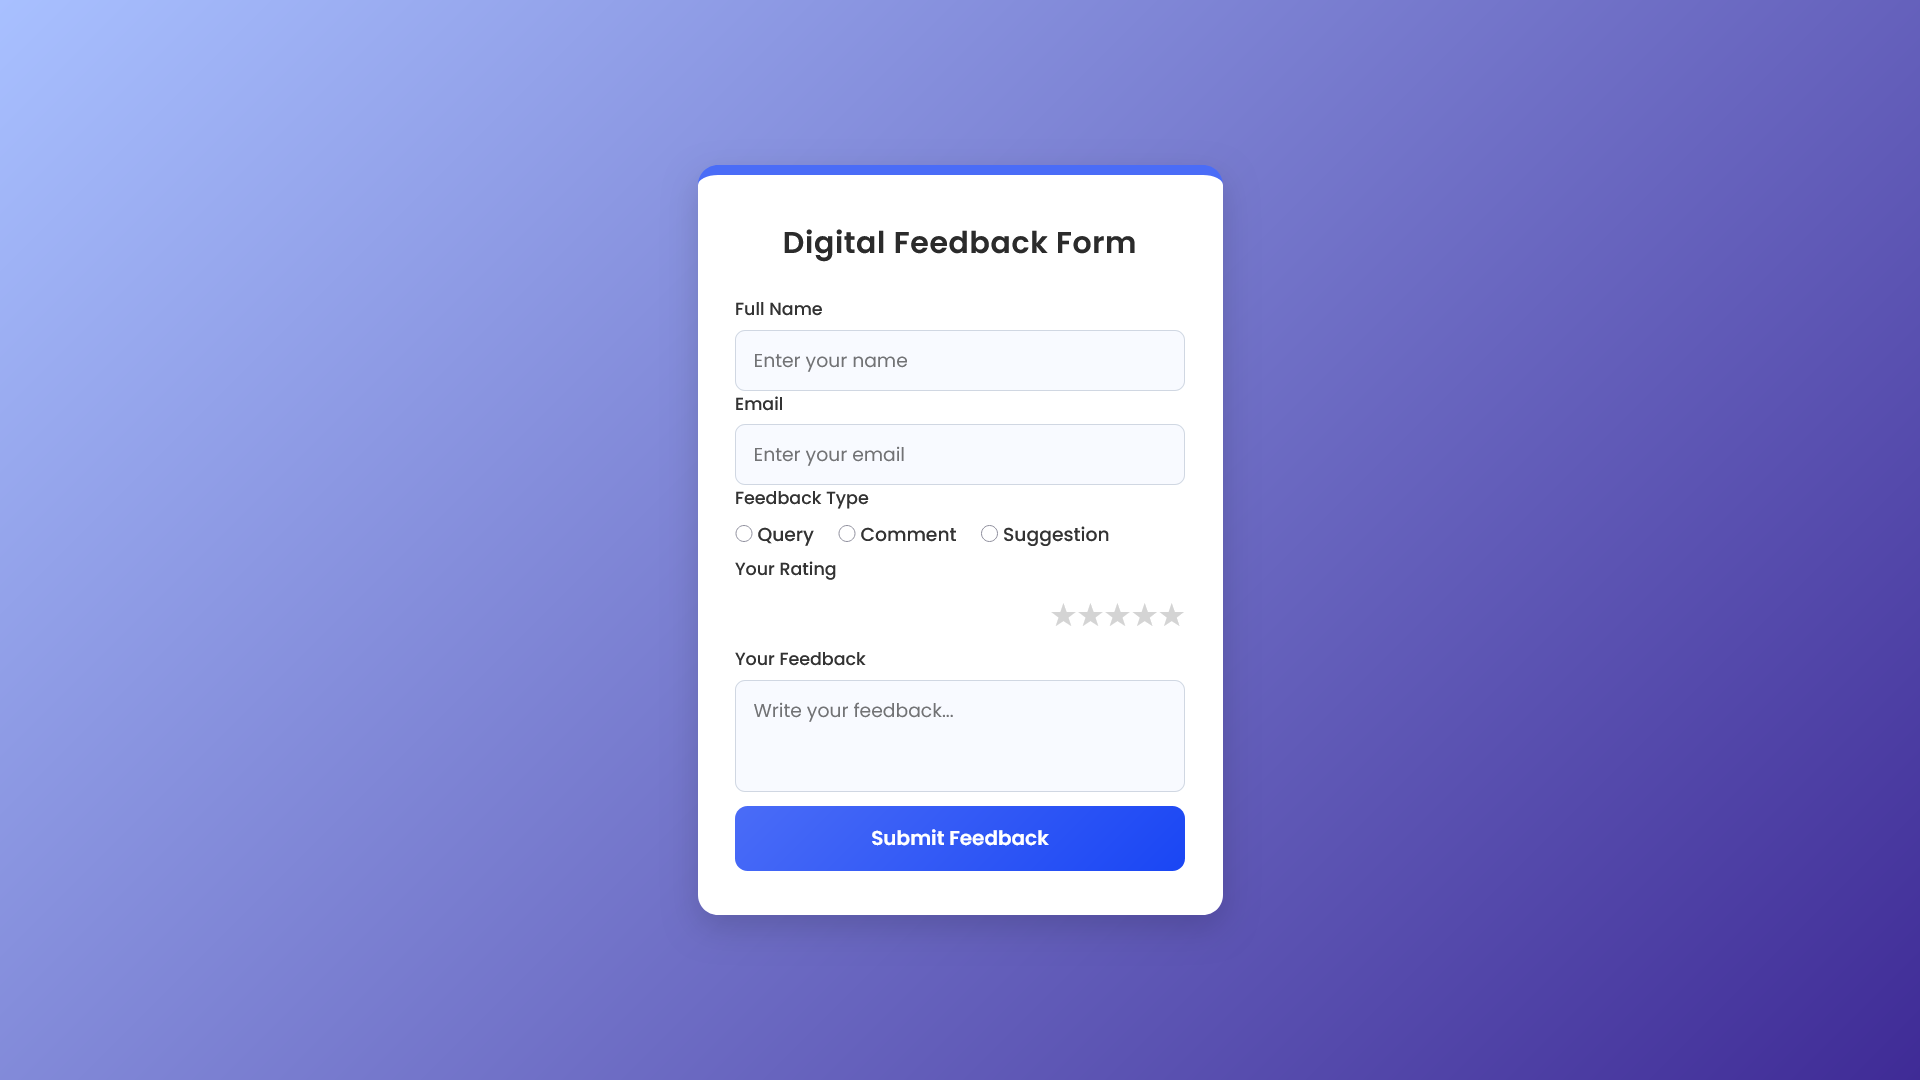 Digital Feedback Form
Full Name
Enter your name
Email
Enter your email
Feedback Type
Query Comment Suggestion
Your Rating
★★★★★
Your Feedback
Write your feedback...
Submit Feedback